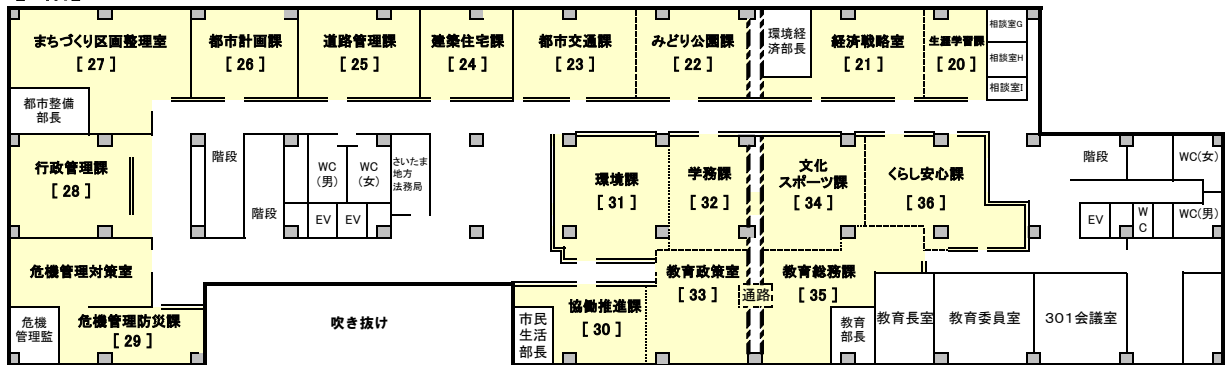 まちづくり区画整理室
[ 27 ]
都市計画課
[ 26 ]
道路管理課
[ 25 ]
建築住宅課
[ 24 ]
都市交通課
[ 23 ]
みどり公園課
[ 22 ]
環境経
済部長
経済戦略室
[ 21 ]
生涯学習課
[ 20 ]
相談室G
相談室H
相談室I
都市整備
部長
行政管理課
[ 28 ]
階段
階段
WC
(男)
WC
(女)
さいたま
地方
法務局
EV
EV
環境課
[ 31 ]
学務課
[ 32 ]
文化
スポーツ課
[ 34 ]
くらし安心課
[ 36 ]
階段
WC(女)
EV
W
C
WC(男)
危機管理対策室
危機
管理監
危機管理防災課
[ 29 ]
吹き抜け
市民
生活
部長
協働推進課
[ 30 ]
教育政策室
[ 33 ]
通路
教育総務課
[ 35 ]
教育
部長
教育長室
教育委員室
301会議室